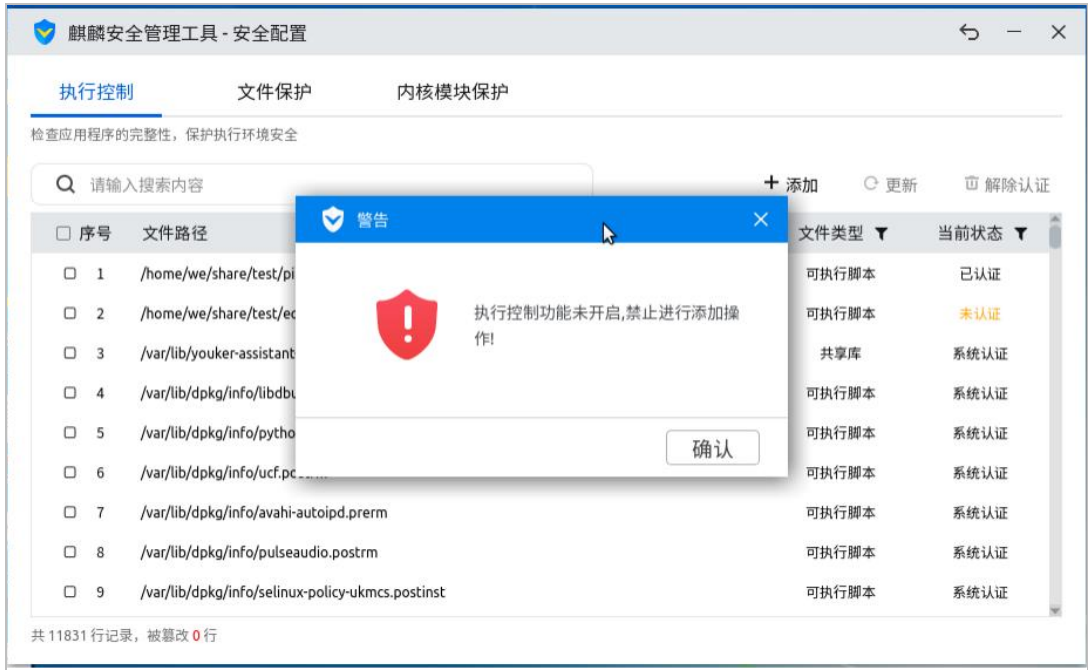 麒麟安全管理工具 - 安全配置
执行控制 文件保护 内核模块保护
检查应用程序的完整性，保护执行环境安全
请输入搜索内容 添加 更新 解除认证
序号 文件路径 文件类型 当前状态
警告
执行控制功能未开启,禁止进行添加操
作!
确认
1 /home/we/share/test/pi 可执行脚本 已认证
2 /home/we/share/test/ec 可执行脚本 未认证
3 /var/lib/youker-assistant 共享库 系统认证
4 /var/lib/dpkg/info/libdbu 可执行脚本 系统认证
5 /var/lib/dpkg/info/pytho 可执行脚本 系统认证
6 /var/lib/dpkg/info/ucf. 可执行脚本 系统认证
7 /var/lib/dpkg/info/avahi-autoipd.prerm 可执行脚本 系统认证
8 /var/lib/dpkg/info/pulseaudio.postrm 可执行脚本 系统认证
9 /var/lib/dpkg/info/selinux-policy-ukmcs.postinst 可执行脚本 系统认证
共 11831 行记录，被篡改 0 行